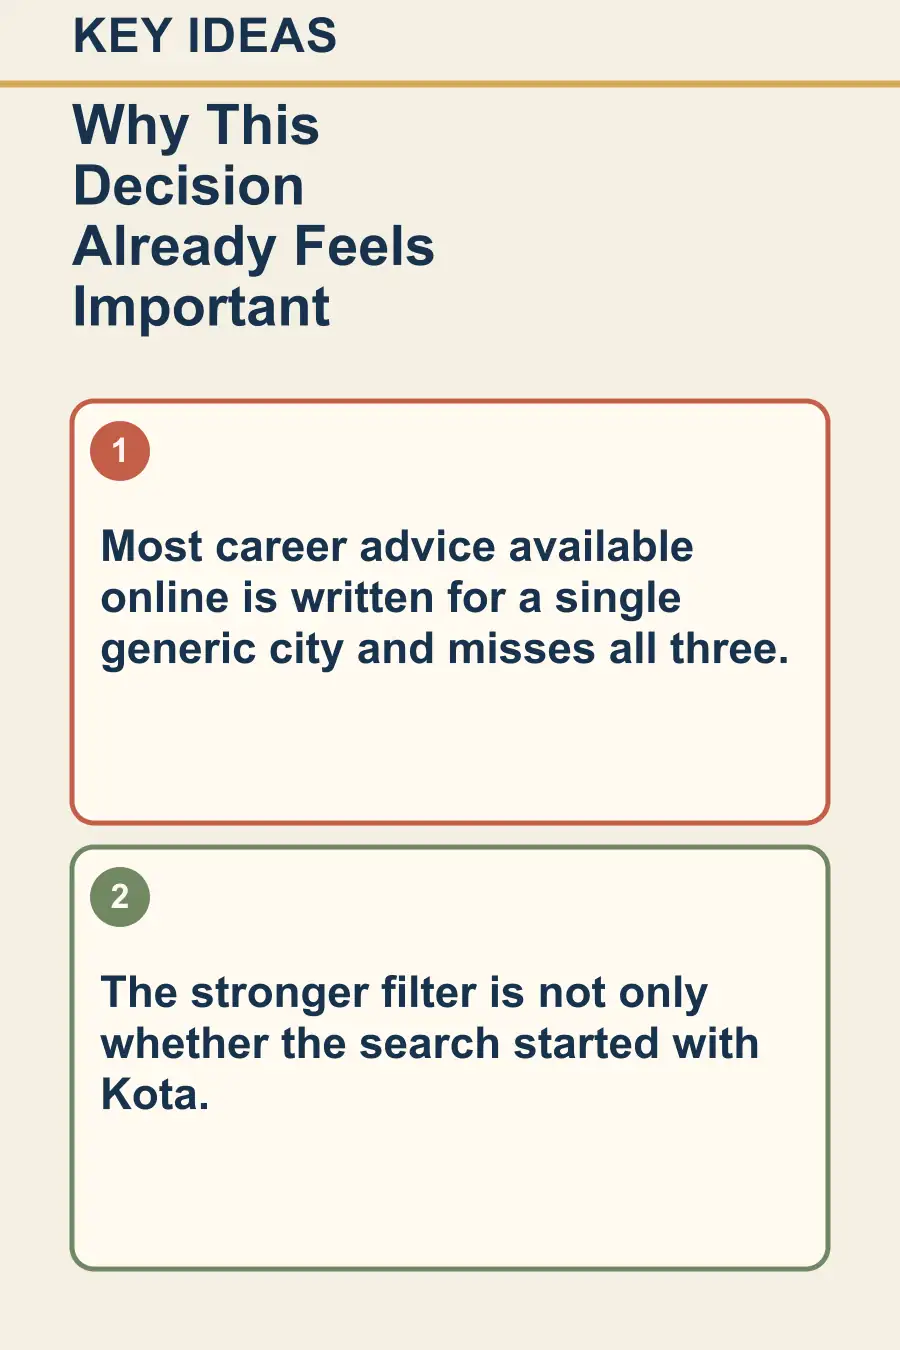 KEY IDEAS
Why This
Decision
Already Feels
Important
1
Most career advice available
online is written for a single
generic city and misses all three.
2
The stronger filter is not only
whether the search started with
Kota.